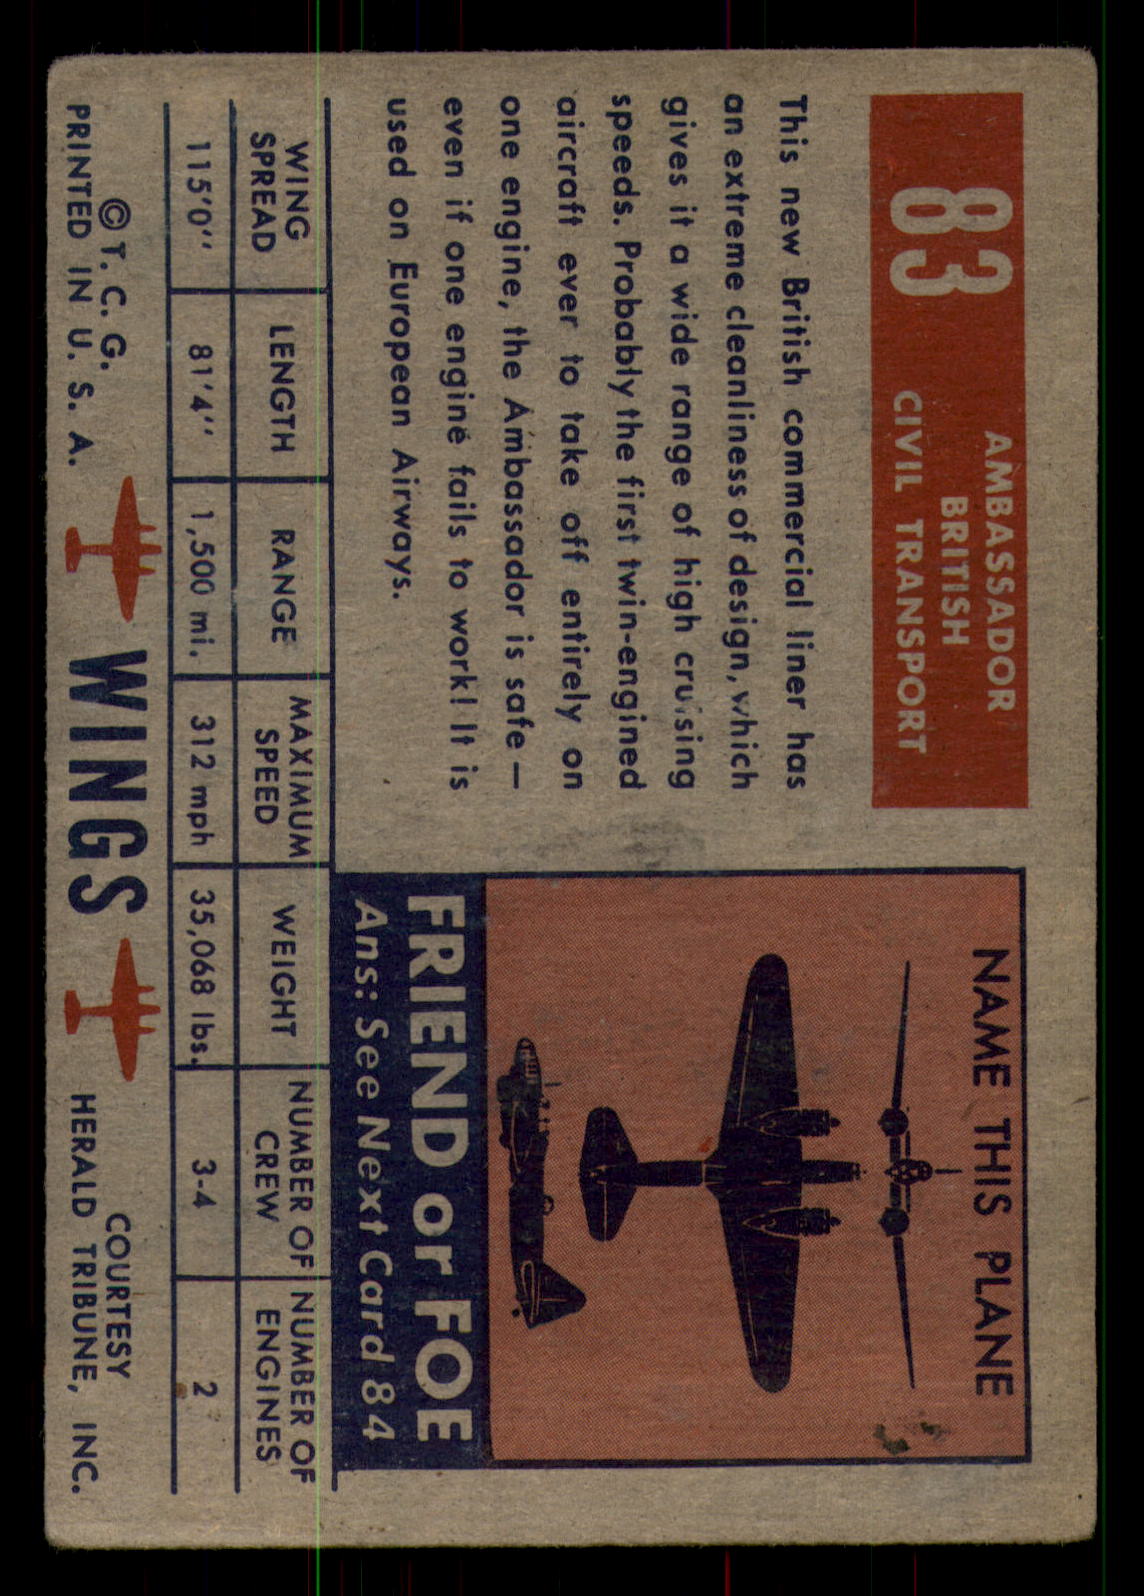 83
AMBASSADOR
BRITISH
CIVIL TRANSPORT
This new British commercial liner has
an extreme cleanliness of design, which
gives it a wide range of high cruising
speeds. Probably the first twin-engined
aircraft ever to take off entirely on
one engine, the Ambassador is safe —
even if one engine fails to work! It is
used on European Airways.
NAME THIS PLANE
FRIEND or FOE
Ans: See Next Card 84
WING SPREAD LENGTH RANGE MAXIMUM SPEED WEIGHT NUMBER OF CREW NUMBER OF ENGINES
115'0'' 81'4'' 1,500 mi. 312 mph 35,068 lbs. 3-4 2
© T. C. G.
PRINTED IN U. S. A.
WINGS
COURTESY
HERALD TRIBUNE, INC.